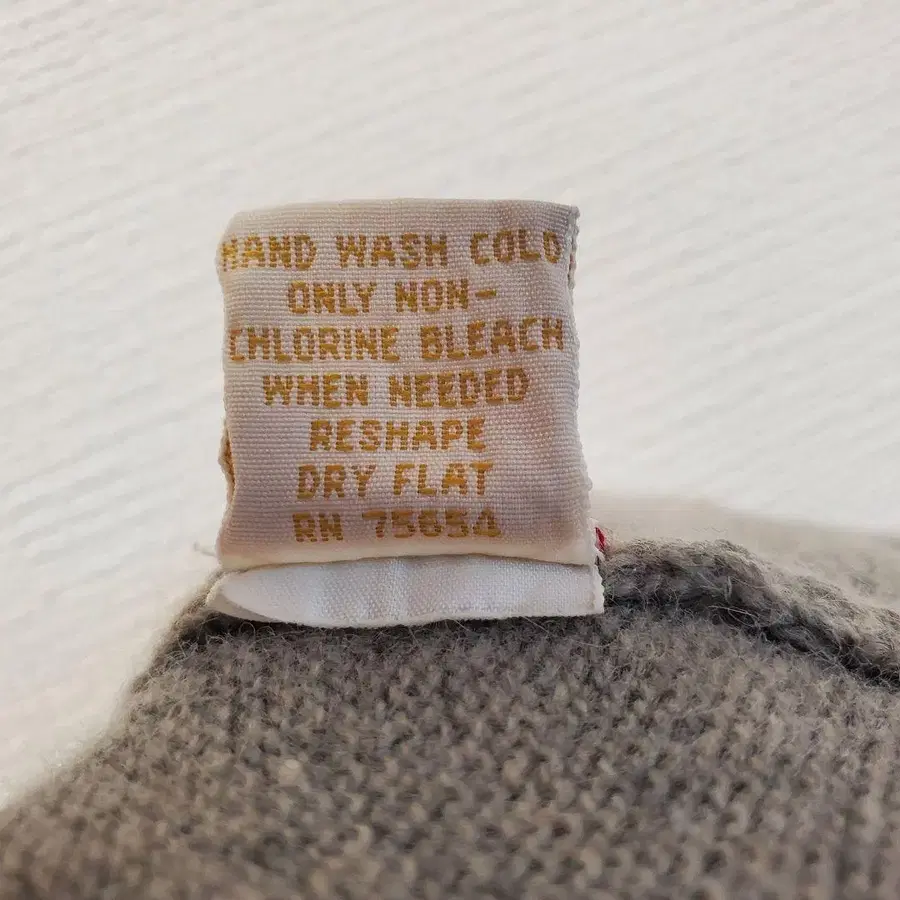 HAND WASH COLD
ONLY NON-
CHLORINE BLEACH
WHEN NEEDED
RESHAPE
DRY FLAT
RN 75654